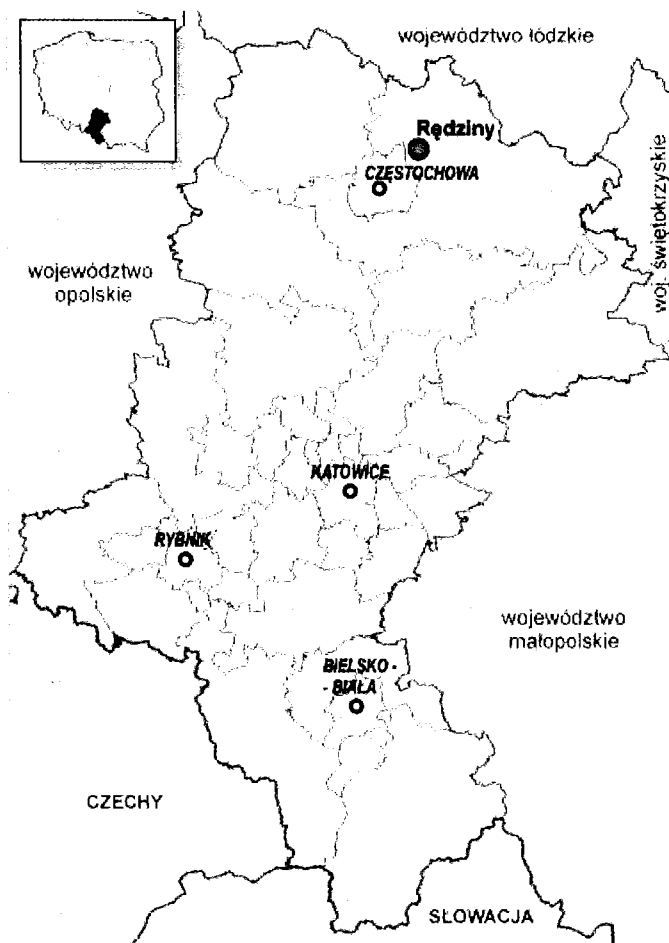 województwo łódzkie
Rędziny
CZĘSTOCHOWA
woj. świętokrzyskie
województwo
opolskie
KATOWICE
RYBNIK
województwo
małopolskie
BIELSKO -
- BIAŁA
CZECHY
SŁOWACJA